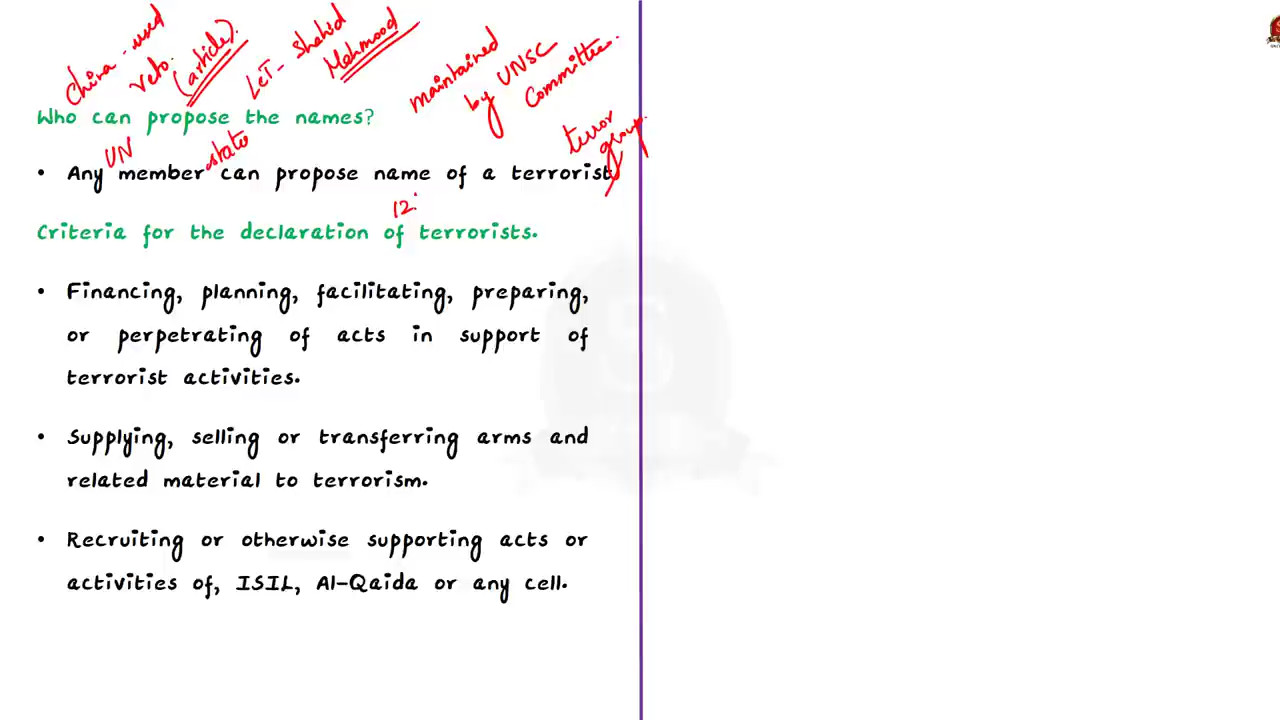 China - used
veto.
(article).
LeT - Shahid
Mehmood
maintained
by UNSC
Committee.
Who can propose the names?
terror
group.
UN
state
• Any member can propose name of a terrorist
12:
Criteria for the declaration of terrorists.
• Financing, planning, facilitating, preparing,
or perpetrating of acts in support of
terrorist activities.
• Supplying, selling or transferring arms and
related material to terrorism.
• Recruiting or otherwise supporting acts or
activities of, ISIL, Al-Qaida or any cell.